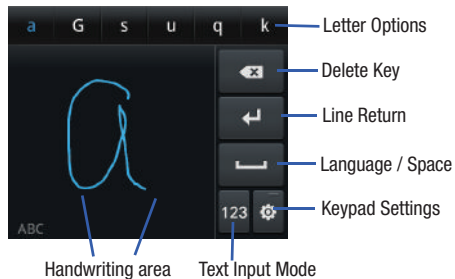 a G s u q k Letter Options
Delete Key
Line Return
Language / Space
123 Keypad Settings
ABC
Handwriting area Text Input Mode